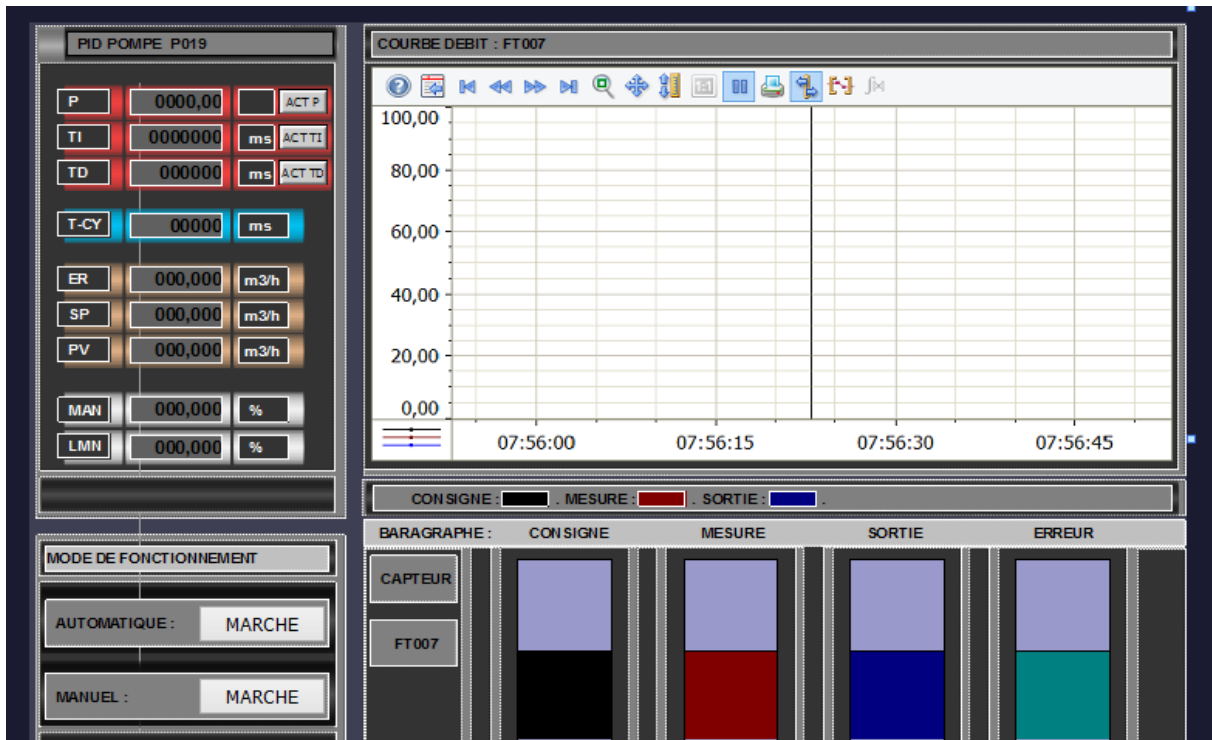 PID POMPE P019
P 0000,00 ACT P
TI 0000000 ms ACT TI
TD 000000 ms ACT TD
T-CY 00000 ms
ER 000,000 m3/h
SP 000,000 m3/h
PV 000,000 m3/h
MAN 000,000 %
LMN 000,000 %
MODE DE FONCTIONNEMENT
AUTOMATIQUE : MARCHE
MANUEL : MARCHE
COURBE DEBIT : FT007
100,00
80,00
60,00
40,00
20,00
0,00
07:56:00 07:56:15 07:56:30 07:56:45
CONSIGNE : . MESURE : . SORTIE : .
BARAGRAPHE : CONSIGNE MESURE SORTIE ERREUR
CAPTEUR
FT007